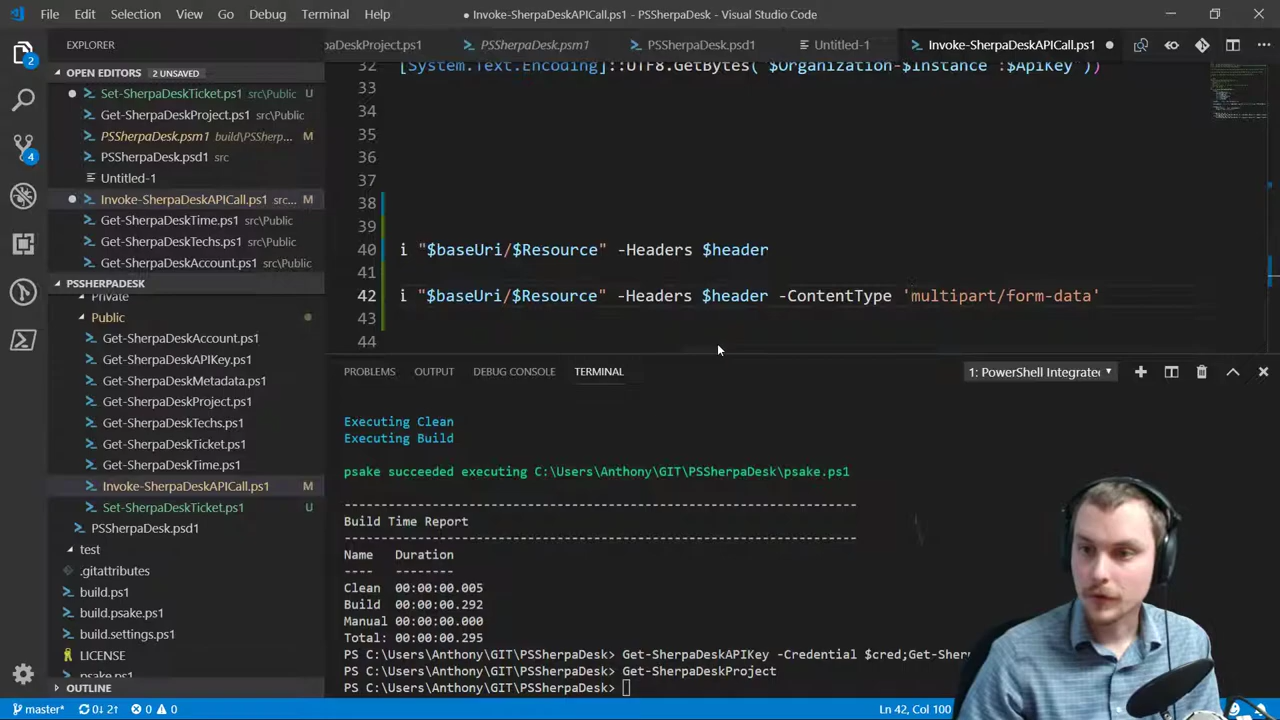 File Edit Selection View Go Debug Terminal Help
● Invoke-SherpaDeskAPICall.ps1 - PSSherpaDesk - Visual Studio Code
EXPLORER
OPEN EDITORS 2 UNSAVED
Set-SherpaDeskTicket.ps1 src\Public U
Get-SherpaDeskProject.ps1 src\Public
PSSherpaDesk.psm1 build\PSSherp... M
PSSherpaDesk.psd1 src
Untitled-1
Invoke-SherpaDeskAPICall.ps1 src... M
Get-SherpaDeskTime.ps1 src\Public
Get-SherpaDeskTechs.ps1 src\Public
Get-SherpaDeskAccount.ps1 src\Public
PSSHERPADESK
Private
Public
Get-SherpaDeskAccount.ps1
Get-SherpaDeskAPIKey.ps1
Get-SherpaDeskMetadata.ps1
Get-SherpaDeskProject.ps1
Get-SherpaDeskTechs.ps1
Get-SherpaDeskTicket.ps1
Get-SherpaDeskTime.ps1
Invoke-SherpaDeskAPICall.ps1 M
Set-SherpaDeskTicket.ps1 U
PSSherpaDesk.psd1
test
.gitattributes
build.ps1
build.psake.ps1
build.settings.ps1
LICENSE
psake.ps1
OUTLINE
2
4
paDeskProject.ps1 PSSherpaDesk.psm1 PSSherpaDesk.psd1 Untitled-1 Invoke-SherpaDeskAPICall.ps1
32 [System.Text.Encoding]::UTF8.GetBytes("$Organization-$Instance`:$ApiKey"))
33
34
35
36
37
38
39
40 i "$baseUri/$Resource" -Headers $header
41
42 i "$baseUri/$Resource" -Headers $header -ContentType 'multipart/form-data'
43
44
PROBLEMS OUTPUT DEBUG CONSOLE TERMINAL 1: PowerShell Integrate
Executing Clean
Executing Build
psake succeeded executing C:\Users\Anthony\GIT\PSSherpaDesk\psake.ps1
----------------------------------------------------------------------
Build Time Report
----------------------------------------------------------------------
Name Duration
---- --------
Clean 00:00:00.005
Build 00:00:00.292
Manual 00:00:00.000
Total: 00:00:00.295
PS C:\Users\Anthony\GIT\PSSherpaDesk> Get-SherpaDeskAPIKey -Credential $cred;Get-Sher
PS C:\Users\Anthony\GIT\PSSherpaDesk> Get-SherpaDeskProject
PS C:\Users\Anthony\GIT\PSSherpaDesk>
master* 0↓ 2↑ 0 0 Ln 42, Col 100